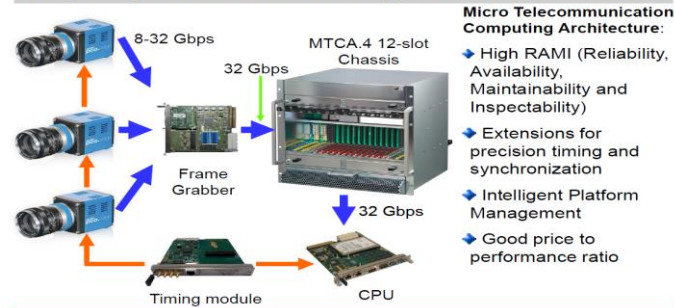 8-32 Gbps
MTCA.4 12-slot
Chassis
32 Gbps
Frame
Grabber
32 Gbps
Timing module
CPU
Micro Telecommunication
Computing Architecture:
High RAMI (Reliability,
Availability,
Maintainability and
Inspectability)
Extensions for
precision timing and
synchronization
Intelligent Platform
Management
Good price to
performance ratio